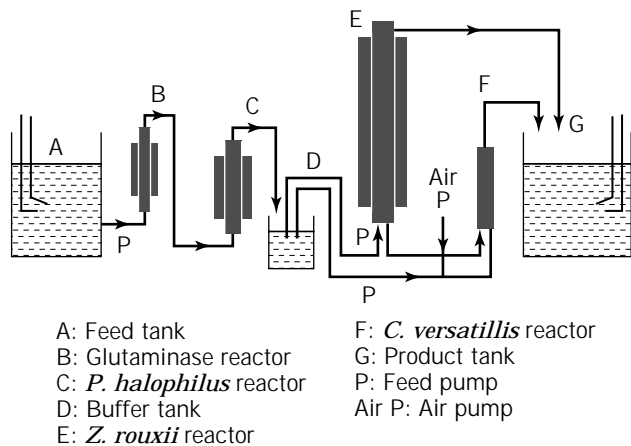 E
B
F
C
A
G
D
Air
P
P
P
P
A: Feed tank
B: Glutaminase reactor
C: P. halophilus reactor
D: Buffer tank
E: Z. rouxii reactor
F: C. versatillis reactor
G: Product tank
P: Feed pump
Air P: Air pump